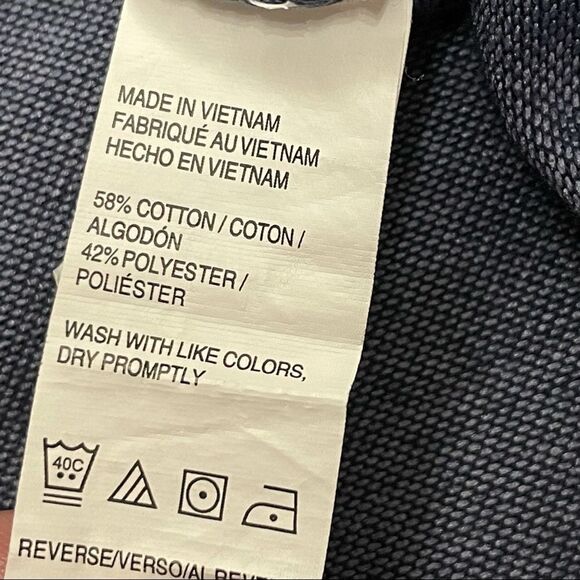 MADE IN VIETNAM
FABRIQUÉ AU VIETNAM
HECHO EN VIETNAM
58% COTTON / COTON /
ALGODÓN
42% POLYESTER /
POLIÉSTER
WASH WITH LIKE COLORS,
DRY PROMPTLY
40C
REVERSE/VERSO/AL